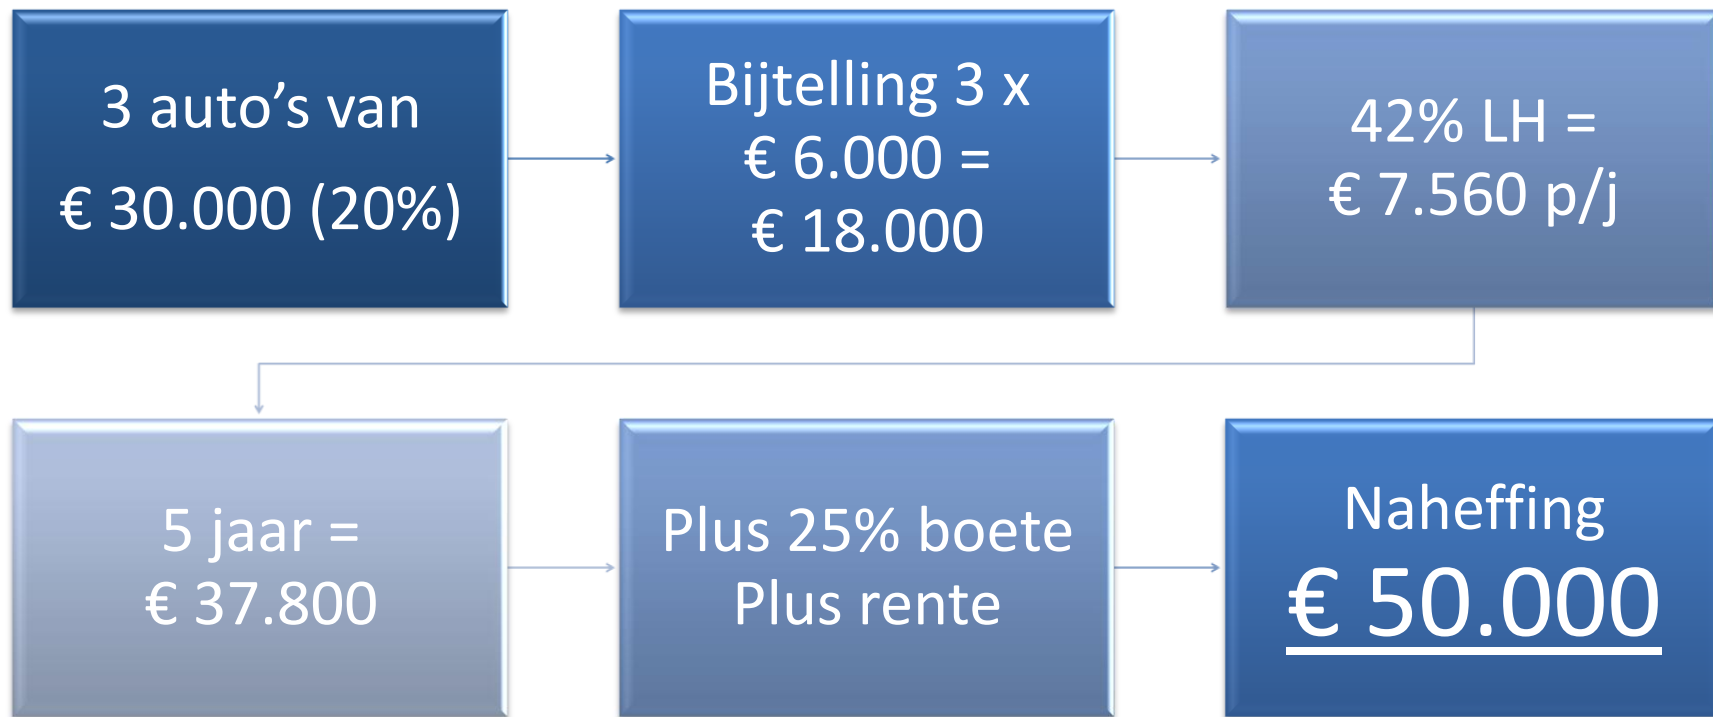 3 auto’s van
€ 30.000 (20%)
Bijtelling 3 x
€ 6.000 =
€ 18.000
42% LH =
€ 7.560 p/j
5 jaar =
€ 37.800
Plus 25% boete
Plus rente
Naheffing
€ 50.000